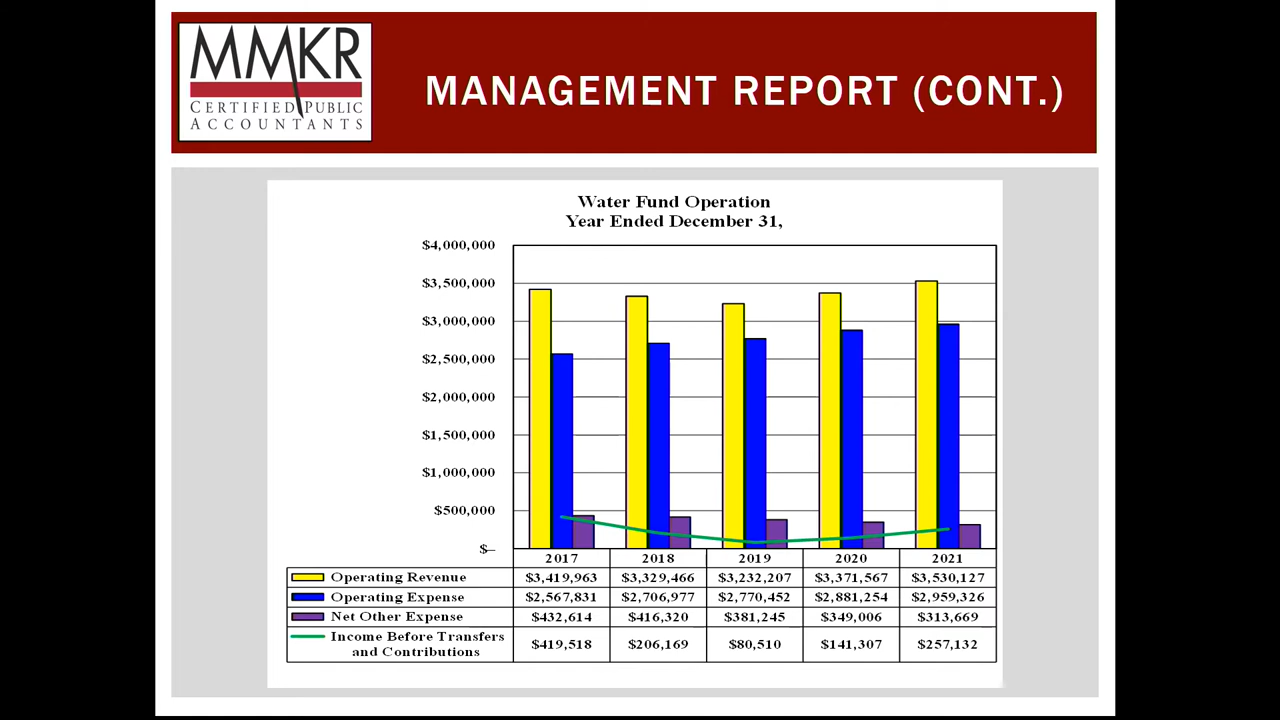 MMKR
CERTIFIED PUBLIC
ACCOUNTANTS
MANAGEMENT REPORT (CONT.)
Water Fund Operation
Year Ended December 31,
$4,000,000
$3,500,000
$3,000,000
$2,500,000
$2,000,000
$1,500,000
$1,000,000
$500,000
$–
2017 2018 2019 2020 2021
Operating Revenue $3,419,963 $3,329,466 $3,232,207 $3,371,567 $3,530,127
Operating Expense $2,567,831 $2,706,977 $2,770,452 $2,881,254 $2,959,326
Net Other Expense $432,614 $416,320 $381,245 $349,006 $313,669
Income Before Transfers
and Contributions $419,518 $206,169 $80,510 $141,307 $257,132